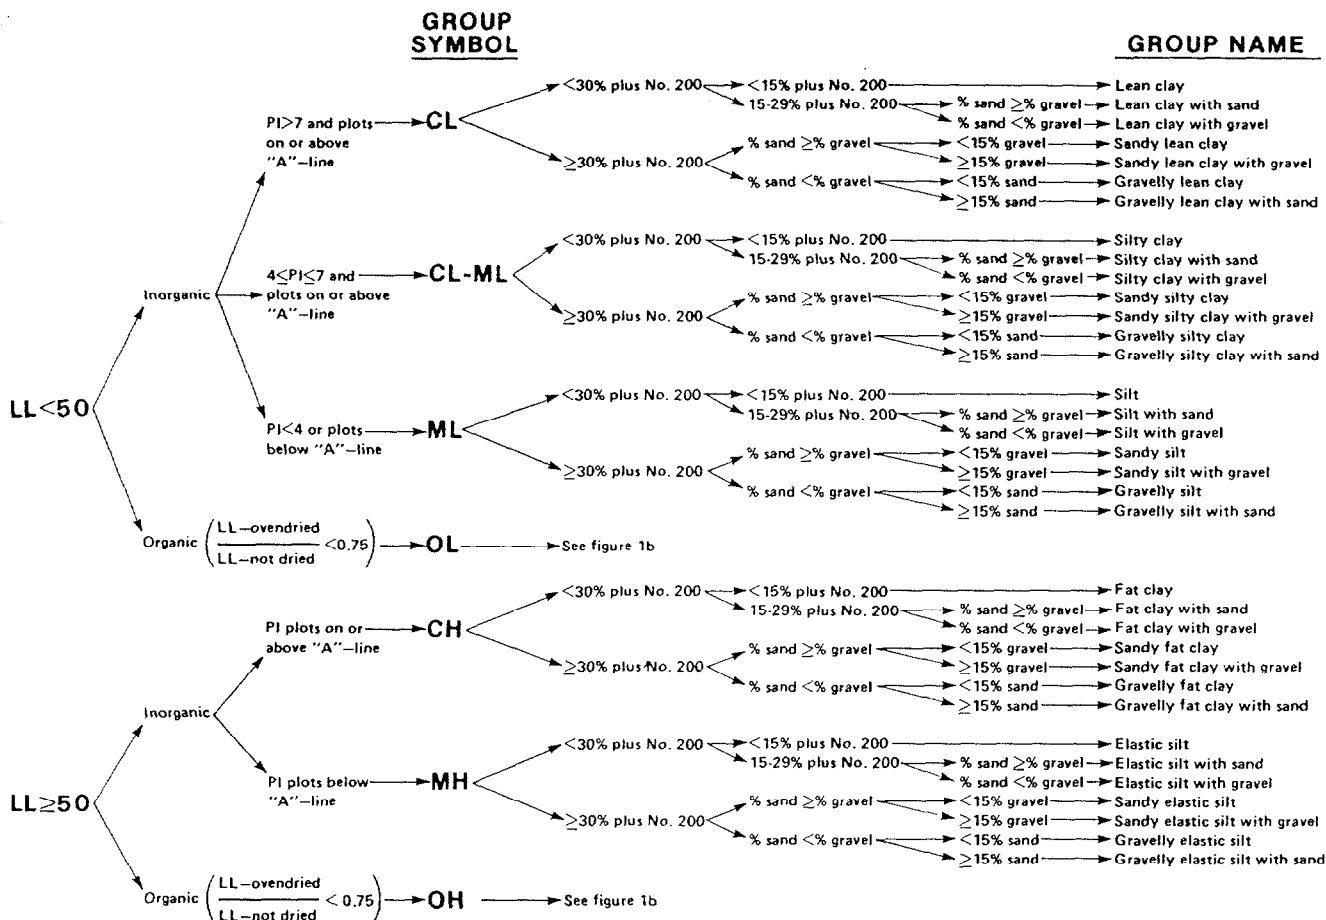 GROUP
SYMBOL
GROUP NAME
<30% plus No. 200
<15% plus No. 200
Lean clay
15-29% plus No. 200
% sand ≥% gravel
Lean clay with sand
% sand <% gravel
Lean clay with gravel
PI>7 and plots
on or above
"A"-line
CL
≥30% plus No. 200
% sand ≥% gravel
<15% gravel
Sandy lean clay
≥15% gravel
Sandy lean clay with gravel
% sand <% gravel
<15% sand
Gravelly lean clay
≥15% sand
Gravelly lean clay with sand
<30% plus No. 200
<15% plus No. 200
Silty clay
15-29% plus No. 200
% sand ≥% gravel
Silty clay with sand
% sand <% gravel
Silty clay with gravel
Inorganic
4≤PI≤7 and
plots on or above
"A"-line
CL-ML
≥30% plus No. 200
% sand ≥% gravel
<15% gravel
Sandy silty clay
≥15% gravel
Sandy silty clay with gravel
% sand <% gravel
<15% sand
Gravelly silty clay
≥15% sand
Gravelly silty clay with sand
LL<50
<30% plus No. 200
<15% plus No. 200
Silt
15-29% plus No. 200
% sand ≥% gravel
Silt with sand
% sand <% gravel
Silt with gravel
PI<4 or plots
below "A"-line
ML
≥30% plus No. 200
% sand ≥% gravel
<15% gravel
Sandy silt
≥15% gravel
Sandy silt with gravel
% sand <% gravel
<15% sand
Gravelly silt
≥15% sand
Gravelly silt with sand
Organic
LL-ovendried
LL-not dried
<0.75
OL
See figure 1b
<30% plus No. 200
<15% plus No. 200
Fat clay
15-29% plus No. 200
% sand ≥% gravel
Fat clay with sand
% sand <% gravel
Fat clay with gravel
PI plots on or
above "A"-line
CH
≥30% plus No. 200
% sand ≥% gravel
<15% gravel
Sandy fat clay
≥15% gravel
Sandy fat clay with gravel
% sand <% gravel
<15% sand
Gravelly fat clay
≥15% sand
Gravelly fat clay with sand
Inorganic
LL≥50
<30% plus No. 200
<15% plus No. 200
Elastic silt
15-29% plus No. 200
% sand ≥% gravel
Elastic silt with sand
% sand <% gravel
Elastic silt with gravel
PI plots below
"A"-line
MH
≥30% plus No. 200
% sand ≥% gravel
<15% gravel
Sandy elastic silt
≥15% gravel
Sandy elastic silt with gravel
% sand <% gravel
<15% sand
Gravelly elastic silt
≥15% sand
Gravelly elastic silt with sand
Organic
LL-ovendried
LL-not dried
<0.75
OH
See figure 1b